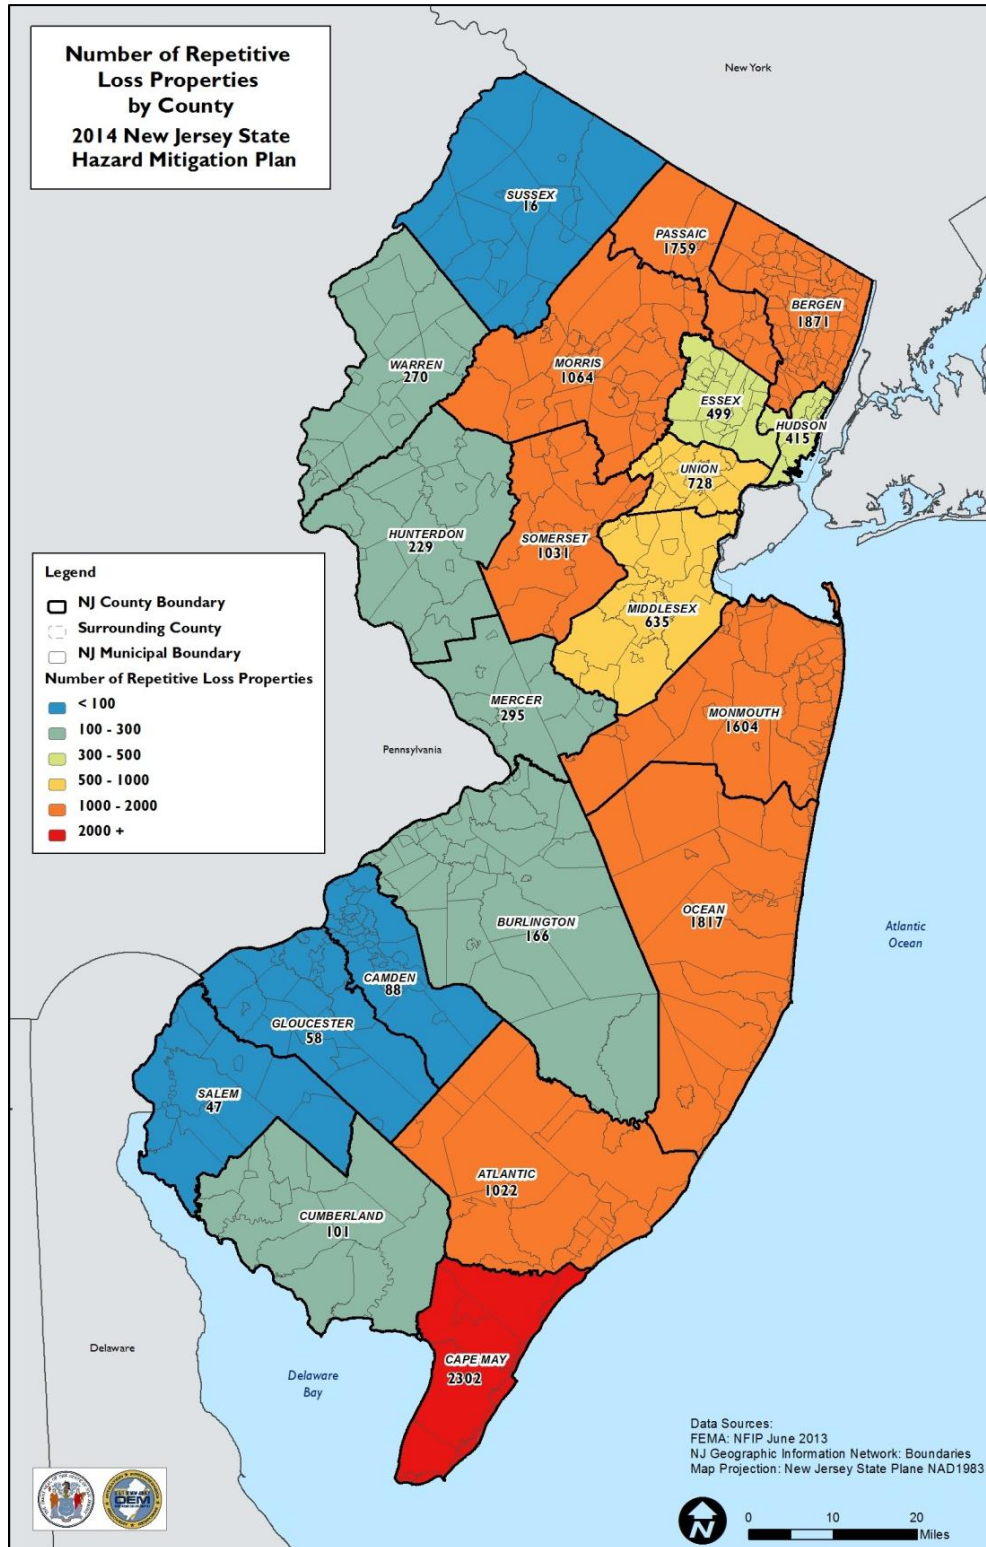 Number of Repetitive
Loss Properties
by County
2014 New Jersey State
Hazard Mitigation Plan
New York
SUSSEX
16
PASSAIC
1759
BERGEN
1871
WARREN
270
MORRIS
1064
ESSEX
499
HUDSON
415
UNION
728
HUNTERDON
229
SOMERSET
1031
MIDDLESEX
635
MERCER
295
MONMOUTH
1604
Pennsylvania
Legend
NJ County Boundary
Surrounding County
NJ Municipal Boundary
Number of Repetitive Loss Properties
< 100
100 - 300
300 - 500
500 - 1000
1000 - 2000
2000 +
BURLINGTON
166
OCEAN
1817
Atlantic
Ocean
CAMDEN
88
GLOUCESTER
58
SALEM
47
ATLANTIC
1022
CUMBERLAND
101
CAPE MAY
2302
Delaware
Delaware
Bay
Data Sources:
FEMA: NFIP June 2013
NJ Geographic Information Network: Boundaries
Map Projection: New Jersey State Plane NAD1983
OEM
N
0 10 20
Miles